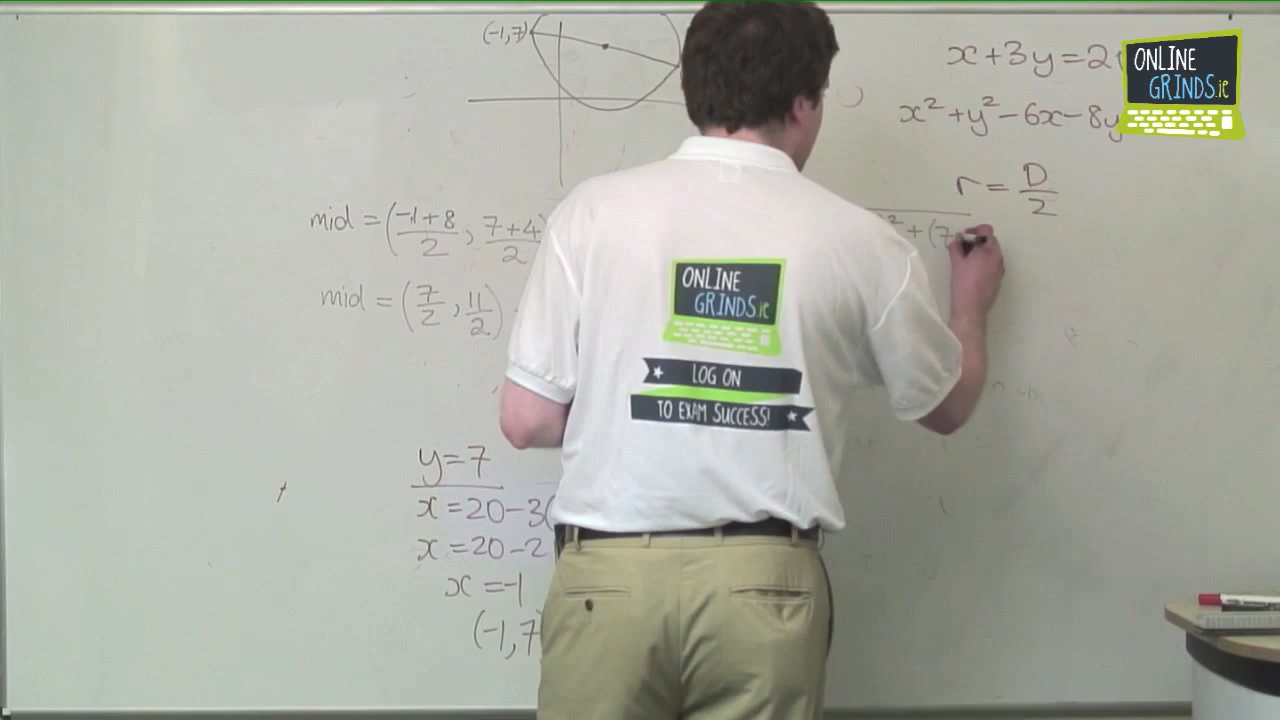 (-1,7)
x+3y=2
x²+y²-6x-8y
r = D/2
mid = (-1+8/2, 7+4/2)
² + (7
mid = (7/2, 11/2)
y=7
x=20-3(
x=20-2
x=-1
(-1,7)
ONLINE
GRINDS.ie
ONLINE
GRINDS.ie
LOG ON
TO EXAM SUCCESS!